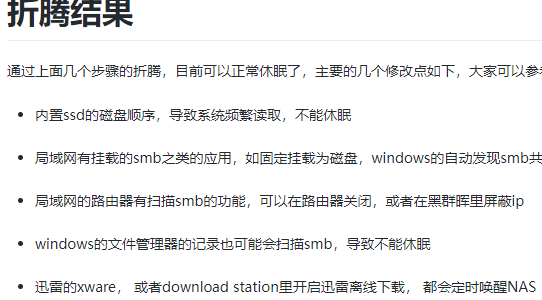 折腾结果
通过上面几个步骤的折腾，目前可以正常休眠了，主要的几个修改点如下，大家可以参
内置ssd的磁盘顺序，导致系统频繁读取，不能休眠
局域网有挂载的smb之类的应用，如固定挂载为磁盘，windows的自动发现smb共
局域网的路由器有扫描smb的功能，可以在路由器关闭，或者在黑群晖里屏蔽ip
windows的文件管理器的记录也可能会扫描smb，导致不能休眠
迅雷的xware， 或者download station里开启迅雷离线下载， 都会定时唤醒NAS